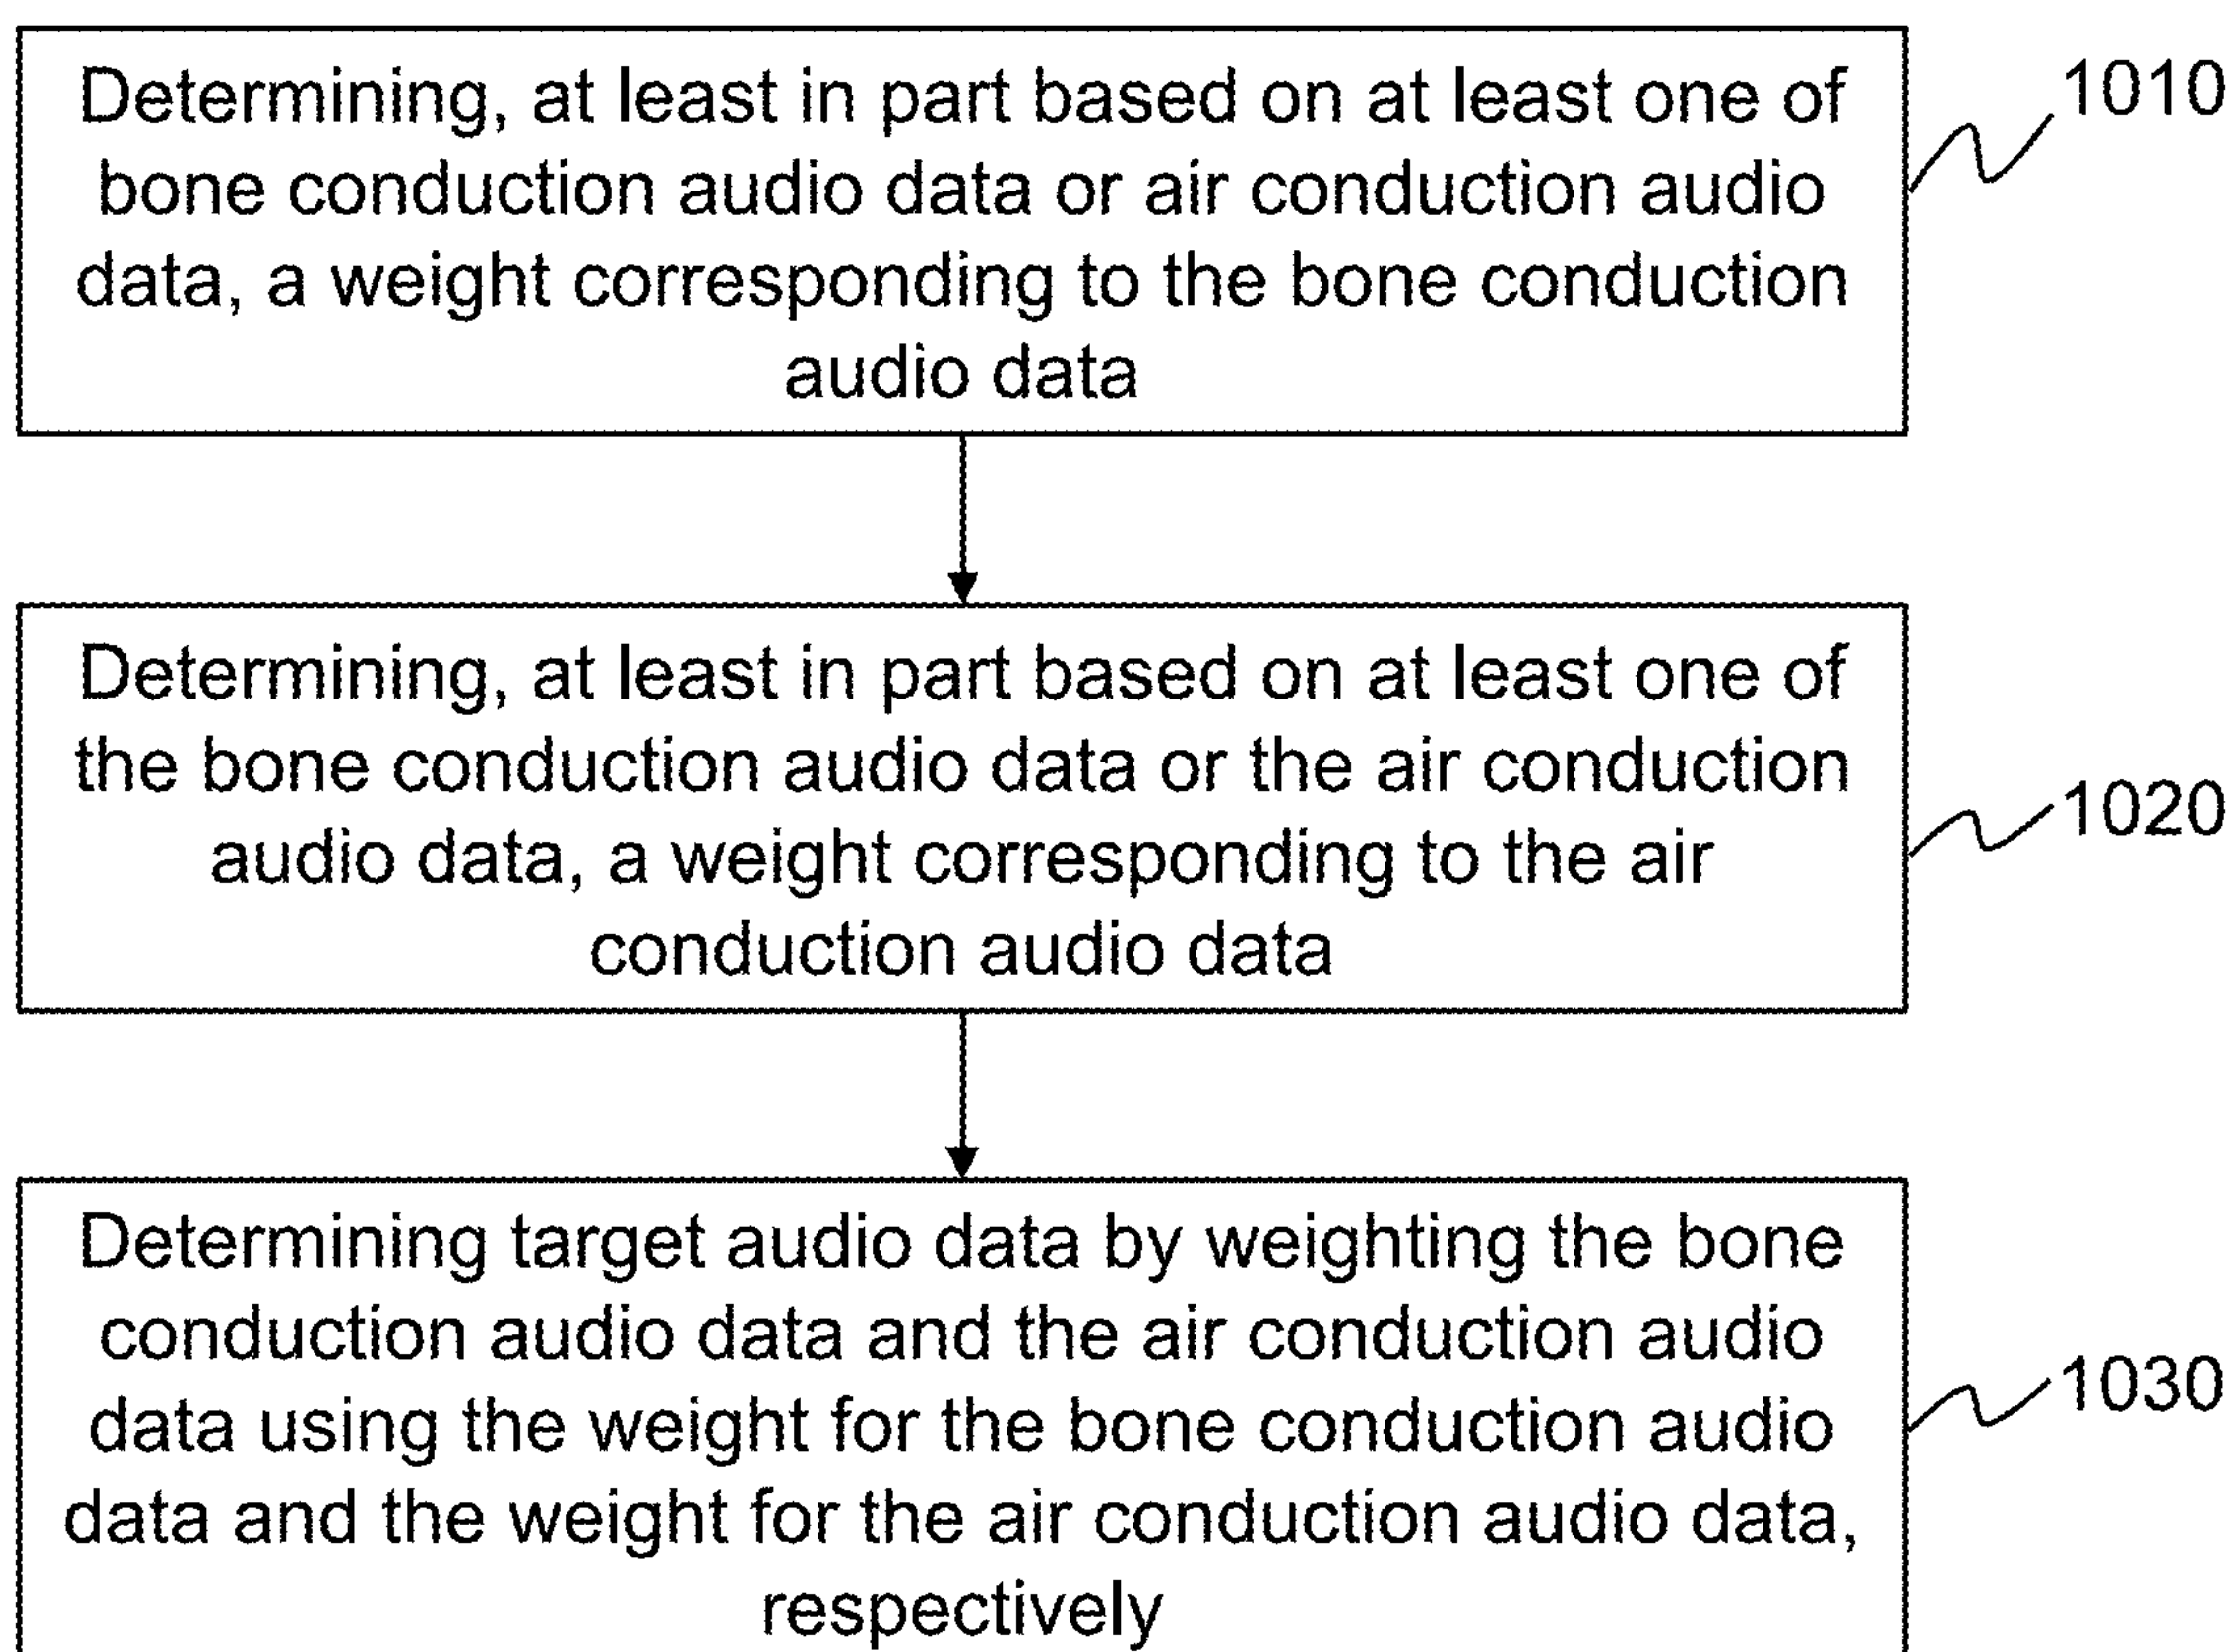 Determining, at least in part based on at least one of
bone conduction audio data or air conduction audio
data, a weight corresponding to the bone conduction
audio data
1010
Determining, at least in part based on at least one of
the bone conduction audio data or the air conduction
audio data, a weight corresponding to the air
conduction audio data
1020
Determining target audio data by weighting the bone
conduction audio data and the air conduction audio
data using the weight for the bone conduction audio
data and the weight for the air conduction audio data,
respectively
1030